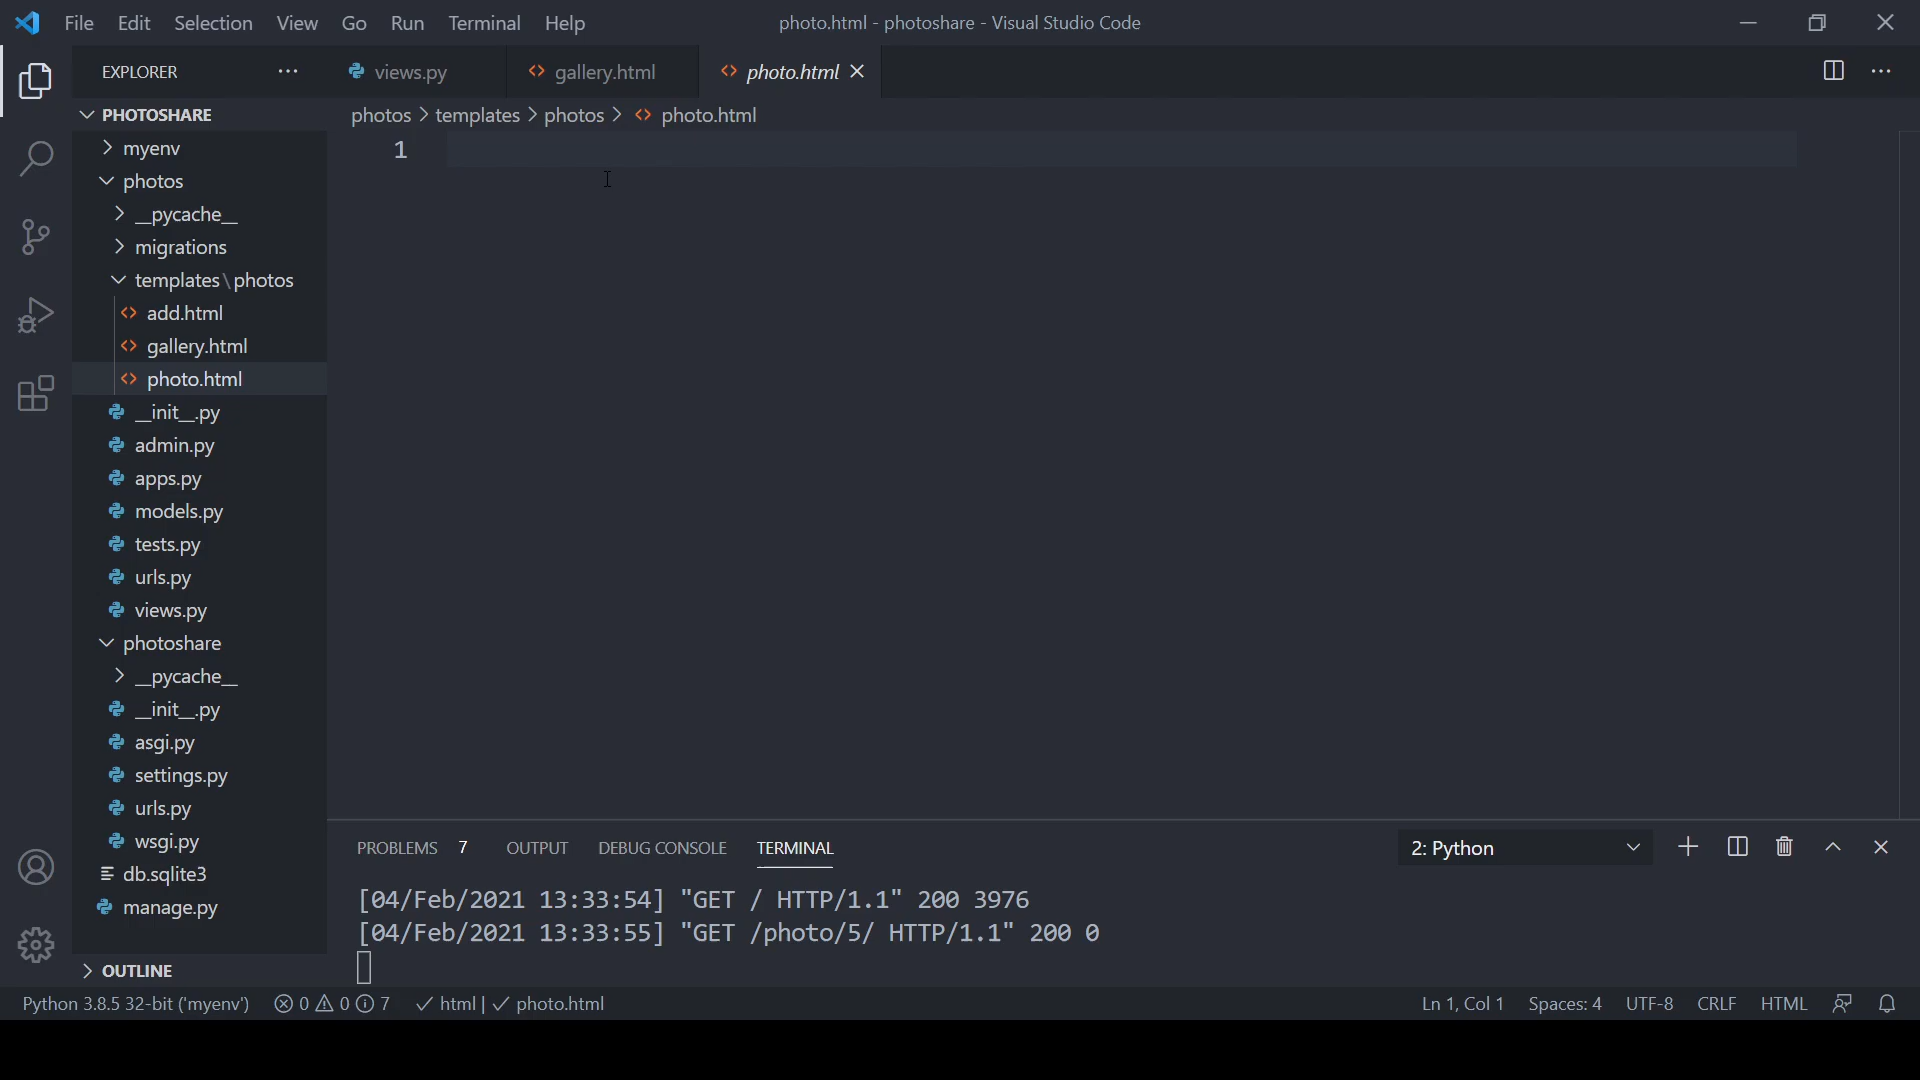 File Edit Selection View Go Run Terminal Help photo.html - photoshare - Visual Studio Code
EXPLORER views.py gallery.html photo.html
PHOTOSHARE
photos templates photos photo.html
myenv
1
photos
__pycache__
migrations
templates\photos
add.html
gallery.html
photo.html
__init__.py
admin.py
apps.py
models.py
tests.py
urls.py
views.py
photoshare
__pycache__
__init__.py
asgi.py
settings.py
urls.py
wsgi.py
db.sqlite3
manage.py
OUTLINE
PROBLEMS 7 OUTPUT DEBUG CONSOLE TERMINAL 2: Python
[04/Feb/2021 13:33:54] "GET / HTTP/1.1" 200 3976
[04/Feb/2021 13:33:55] "GET /photo/5/ HTTP/1.1" 200 0
Python 3.8.5 32-bit ('myenv') 0 0 7 html | photo.html Ln 1, Col 1 Spaces: 4 UTF-8 CRLF HTML